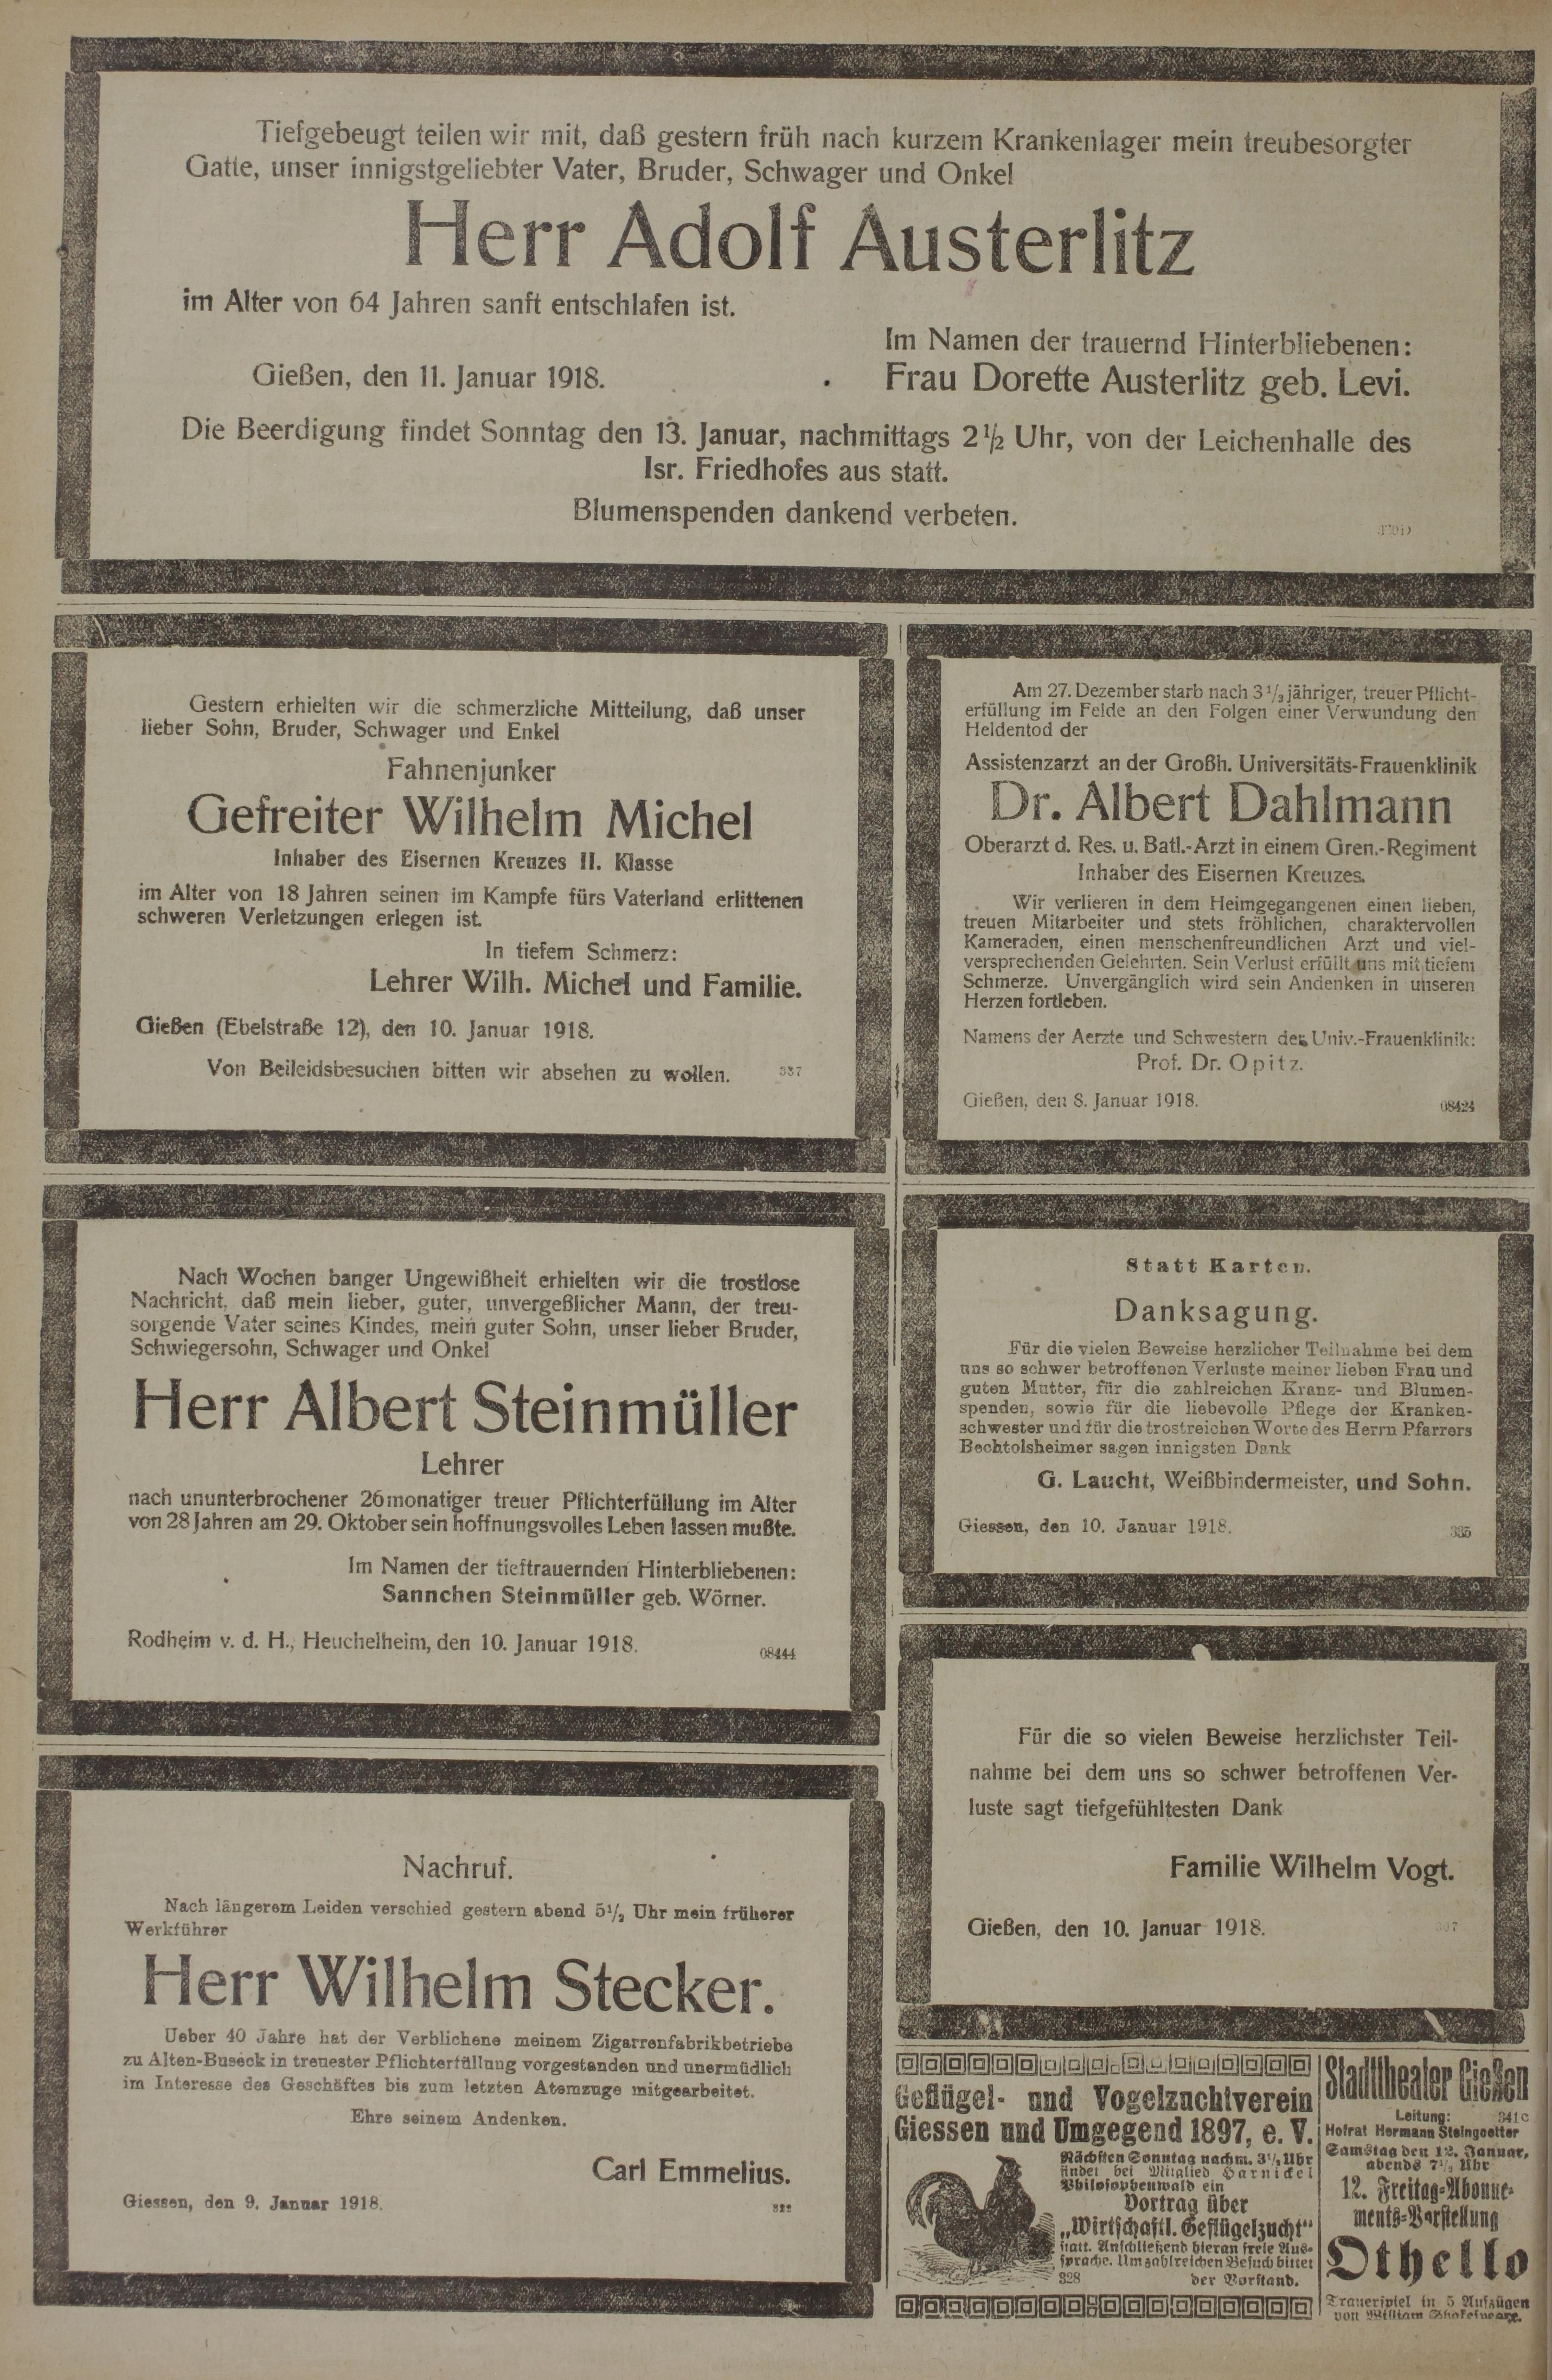 Tiefgebeugt teilen wir mit, daß gestern früh nach kurzem Krankenlager mein treubesorgter
Gatte, unser innigstgeliebter Vater, Bruder, Schwager und Onkel
Herr Adolf Austerlitz
im Alter von 64 Jahren sanft entschlafen ist.
Im Namen der trauernd Hinterbliebenen:
Gießen, den 11. Januar 1918.
Frau Dorette Austerlitz geb. Levi.
Die Beerdigung findet Sonntag den 13. Januar, nachmittags 2½ Uhr, von der Leichenhalle des
Isr. Friedhofes aus statt.
Blumenspenden dankend verbeten.
Gestern erhielten wir die schmerzliche Mitteilung, daß unser
lieber Sohn, Bruder, Schwager und Enkel
Fahnenjunker
Gefreiter Wilhelm Michel
Inhaber des Eisernen Kreuzes II. Klasse
im Alter von 18 Jahren seinen im Kampfe fürs Vaterland erlittenen
schweren Verletzungen erlegen ist.
In tiefem Schmerz:
Lehrer Wilh. Michel und Familie.
Gießen (Ebelstraße 12), den 10. Januar 1918.
Von Beileidsbesuchen bitten wir absehen zu wollen.
337
Am 27. Dezember starb nach 3½ jähriger, treuer Pflicht-
erfüllung im Felde an den Folgen einer Verwundung den
Heldentod der
Assistenzarzt an der Großh. Universitäts-Frauenklinik
Dr. Albert Dahlmann
Oberarzt d. Res. u. Batl.-Arzt in einem Gren.-Regiment
Inhaber des Eisernen Kreuzes.
Wir verlieren in dem Heimgegangenen einen lieben,
treuen Mitarbeiter und stets fröhlichen, charaktervollen
Kameraden, einen menschenfreundlichen Arzt und viel-
versprechenden Gelehrten. Sein Verlust erfüllt uns mit tiefem
Schmerze. Unvergänglich wird sein Andenken in unseren
Herzen fortleben.
Namens der Aerzte und Schwestern der Univ.-Frauenklinik:
Prof. Dr. Opitz.
Gießen, den 8. Januar 1918.
08424
Nach Wochen banger Ungewißheit erhielten wir die trostlose
Nachricht, daß mein lieber, guter, unvergeßlicher Mann, der treu-
sorgende Vater seines Kindes, mein guter Sohn, unser lieber Bruder,
Schwiegersohn, Schwager und Onkel
Herr Albert Steinmüller
Lehrer
nach ununterbrochener 26monatiger treuer Pflichterfüllung im Alter
von 28 Jahren am 29. Oktober sein hoffnungsvolles Leben lassen mußte.
Im Namen der tieftrauernden Hinterbliebenen:
Sannchen Steinmüller geb. Wörner.
Rodheim v. d. H., Heuchelheim, den 10. Januar 1918.
08444
Statt Karten.
Danksagung.
Für die vielen Beweise herzlicher Teilnahme bei dem
uns so schwer betroffenen Verluste meiner lieben Frau und
guten Mutter, für die zahlreichen Kranz- und Blumen-
spenden, sowie für die liebevolle Pflege der Kranken-
schwester und für die trostreichen Worte des Herrn Pfarrers
Bechtolsheimer sagen innigsten Dank
G. Laucht, Weißbindermeister, und Sohn.
Giessen, den 10. Januar 1918.
335
Für die so vielen Beweise herzlichster Teil-
nahme bei dem uns so schwer betroffenen Ver-
luste sagt tiefgefühltesten Dank
Familie Wilhelm Vogt.
Gießen, den 10. Januar 1918.
Nachruf.
Nach längerem Leiden verschied gestern abend 5½ Uhr mein früherer
Werkführer
Herr Wilhelm Stecker.
Ueber 40 Jahre hat der Verblichene meinem Zigarrenfabrikbetriebe
zu Alten-Buseck in treuester Pflichterfüllung vorgestanden und unermüdlich
im Interesse des Geschäftes bis zum letzten Atemzuge mitgearbeitet.
Ehre seinem Andenken.
Carl Emmelius.
Giessen, den 9. Januar 1918.
Geflügel- und Vogelzuchtverein
Giessen und Umgegend 1897, e. V.
Nächsten Sonntag nachm. 3½ Uhr
findet bei Mitglied Harnickel
Philosophenwald ein
Vortrag über
„Wirtschaftl. Geflügelzucht“
statt. Anschließend hieran freie Aus-
sprache. Um zahlreichen Besuch bittet
328 der Vorstand.
Stadttheater Gießen
Leitung: 341C
Hofrat Hermann Steingoetter
Samstag den 12. Januar,
abends 7½ Uhr
12. Freitag-Abonne-
ments-Vorstellung
Othello
Trauerspiel in 5 Aufzügen
von William Shakespeare.